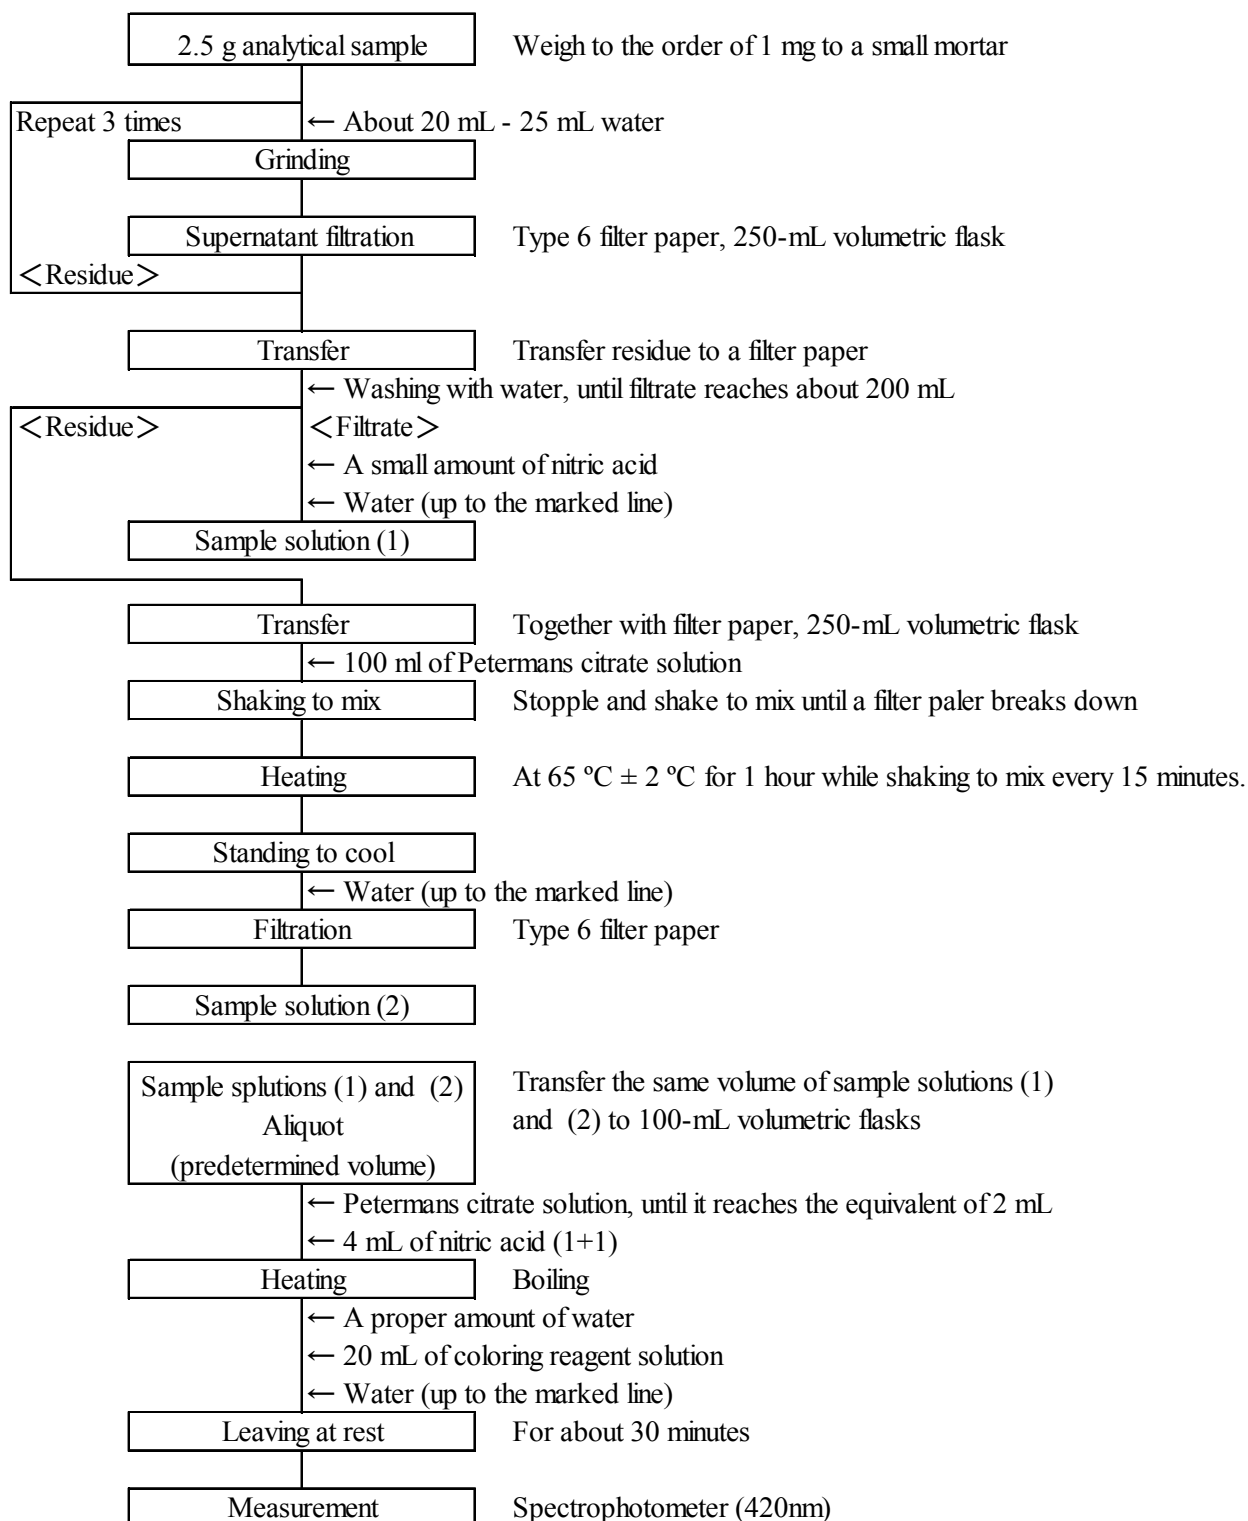 2.5 g analytical sample Weigh to the order of 1 mg to a small mortar
Repeat 3 times ← About 20 mL - 25 mL water
Grinding
Supernatant filtration Type 6 filter paper, 250-mL volumetric flask
＜Residue＞
Transfer Transfer residue to a filter paper
← Washing with water, until filtrate reaches about 200 mL
＜Residue＞ ＜Filtrate＞
← A small amount of nitric acid
← Water (up to the marked line)
Sample solution (1)
Transfer Together with filter paper, 250-mL volumetric flask
← 100 ml of Petermans citrate solution
Shaking to mix Stopple and shake to mix until a filter paler breaks down
Heating At 65 ºC ± 2 ºC for 1 hour while shaking to mix every 15 minutes.
Standing to cool
← Water (up to the marked line)
Filtration Type 6 filter paper
Sample solution (2)
Sample splutions (1) and (2) Transfer the same volume of sample solutions (1)
Aliquot and (2) to 100-mL volumetric flasks
(predetermined volume)
← Petermans citrate solution, until it reaches the equivalent of 2 mL
← 4 mL of nitric acid (1+1)
Heating Boiling
← A proper amount of water
← 20 mL of coloring reagent solution
← Water (up to the marked line)
Leaving at rest For about 30 minutes
Measurement Spectrophotometer (420nm)